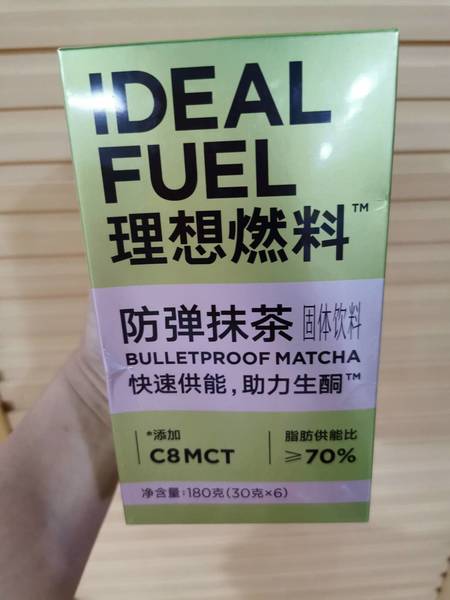 IDEAL
FUEL
理想燃料™
防弹抹茶 固体饮料
BULLETPROOF MATCHA
快速供能，助力生酮™
*添加
C8MCT
脂肪供能比
≥70%
净含量：180克(30克×6)